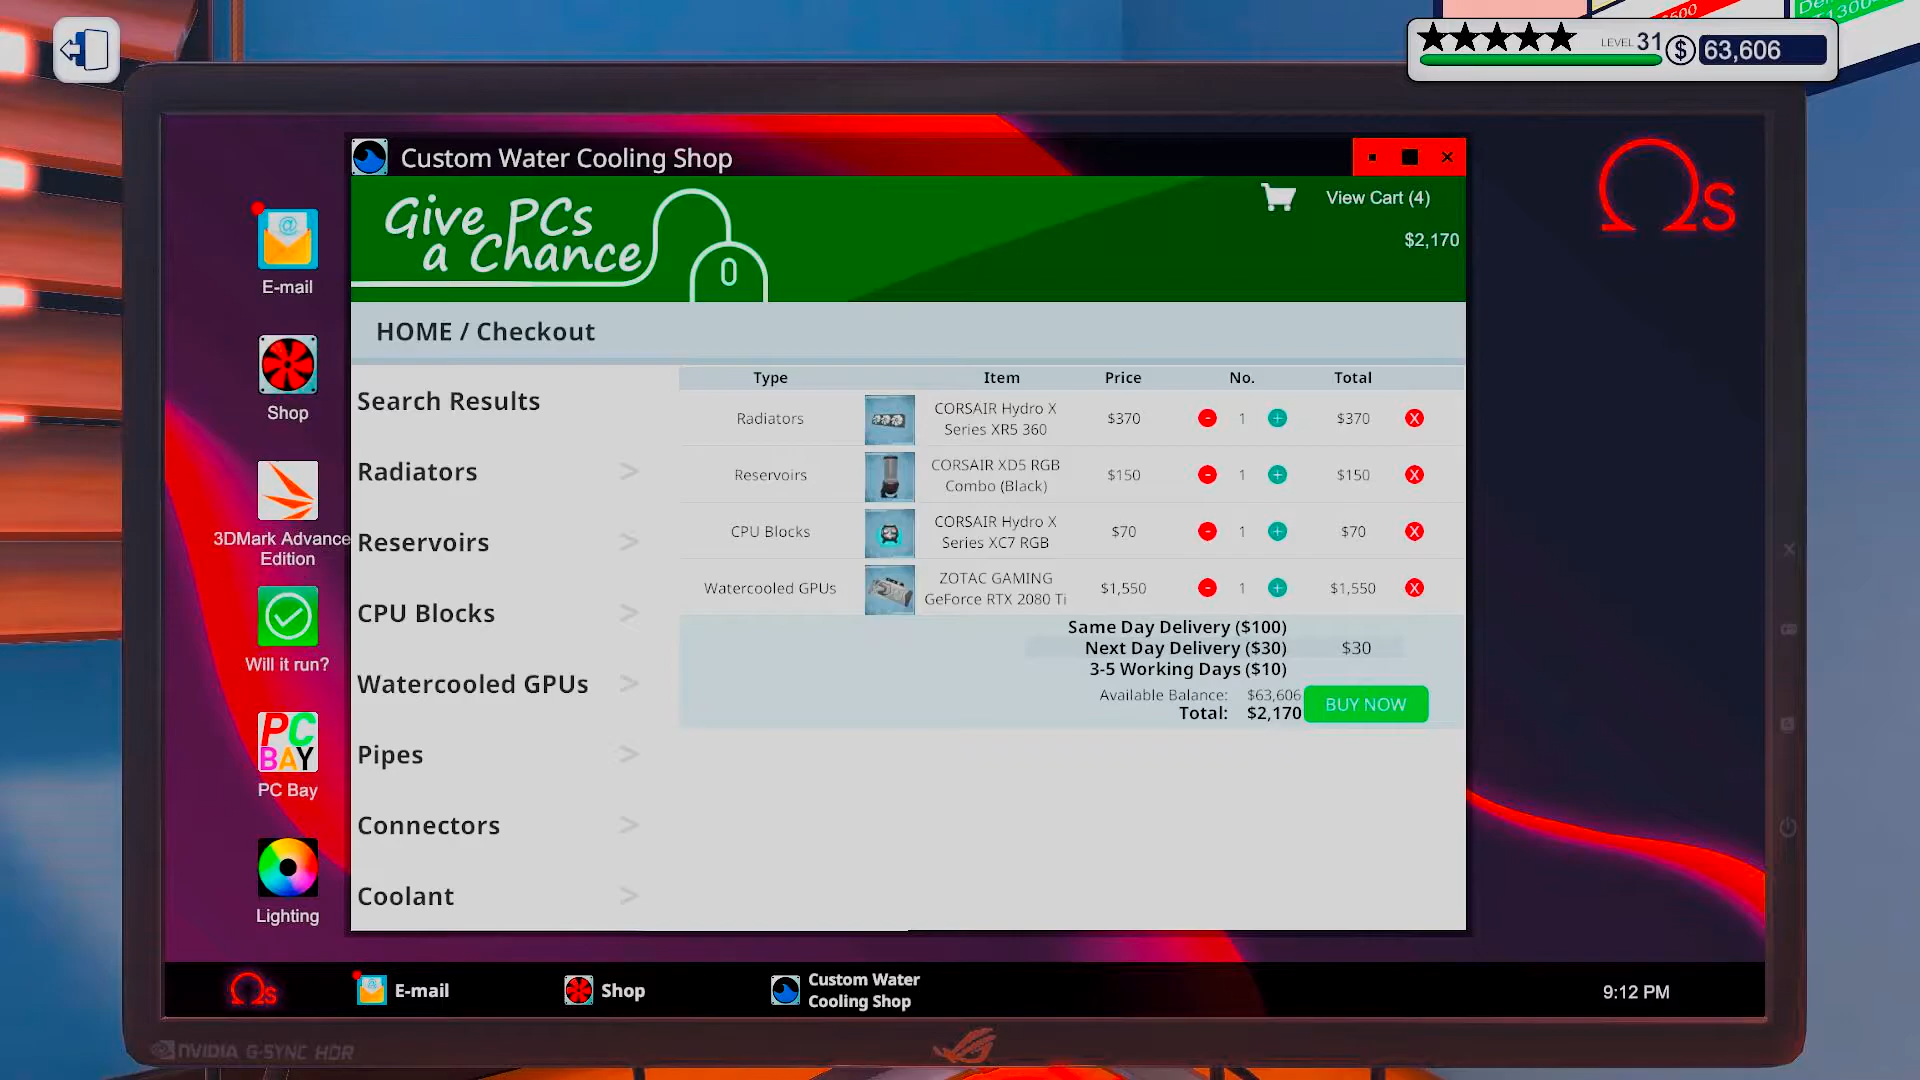 $500
LEVEL 31
$ 63,606
Custom Water Cooling Shop
Give PCs
a Chance
View Cart (4)
$2,170
Ωs
E-mail
Shop
3DMark Advance
Edition
Will it run?
PC
BAY
PC Bay
Lighting
HOME / Checkout
Search Results
Radiators >
Reservoirs >
CPU Blocks >
Watercooled GPUs >
Pipes >
Connectors >
Coolant >
Type Item Price No. Total
Radiators CORSAIR Hydro X
Series XR5 360 $370 - 1 + $370 X
Reservoirs CORSAIR XD5 RGB
Combo (Black) $150 - 1 + $150 X
CPU Blocks CORSAIR Hydro X
Series XC7 RGB $70 - 1 + $70 X
Watercooled GPUs ZOTAC GAMING
GeForce RTX 2080 Ti $1,550 - 1 + $1,550 X
Same Day Delivery ($100)
Next Day Delivery ($30) $30
3-5 Working Days ($10)
Available Balance: $63,606
Total: $2,170
BUY NOW
Ωs
E-mail
Shop
Custom Water
Cooling Shop
9:12 PM
NVIDIA G-SYNC HDR